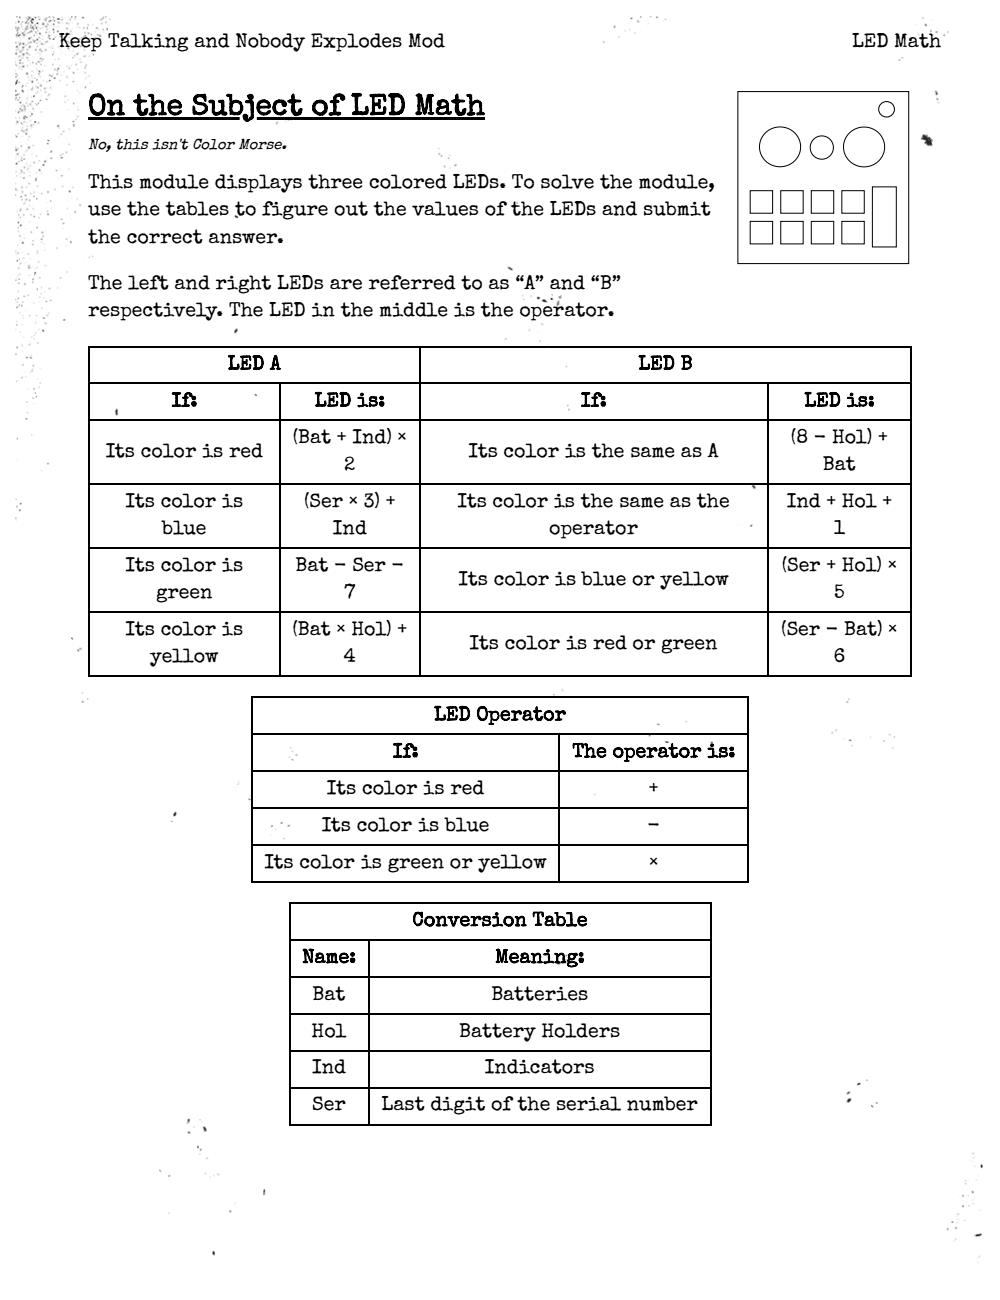 Keep Talking and Nobody Explodes Mod
LED Math
On the Subject of LED Math
No, this isn't Color Morse.
This module displays three colored LEDs. To solve the module,
use the tables to figure out the values of the LEDs and submit
the correct answer.
The left and right LEDs are referred to as “A” and “B”
respectively. The LED in the middle is the operator.
LED A
LED B
If:
LED is:
If:
LED is:
Its color is red
(Bat + Ind) ×
2
Its color is the same as A
(8 − Hol) +
Bat
Its color is
blue
(Ser × 3) +
Ind
Its color is the same as the
operator
Ind + Hol +
1
Its color is
green
Bat − Ser −
7
Its color is blue or yellow
(Ser + Hol) ×
5
Its color is
yellow
(Bat × Hol) +
4
Its color is red or green
(Ser − Bat) ×
6
LED Operator
If:
The operator is:
Its color is red
+
Its color is blue
−
Its color is green or yellow
×
Conversion Table
Name:
Meaning:
Bat
Batteries
Hol
Battery Holders
Ind
Indicators
Ser
Last digit of the serial number